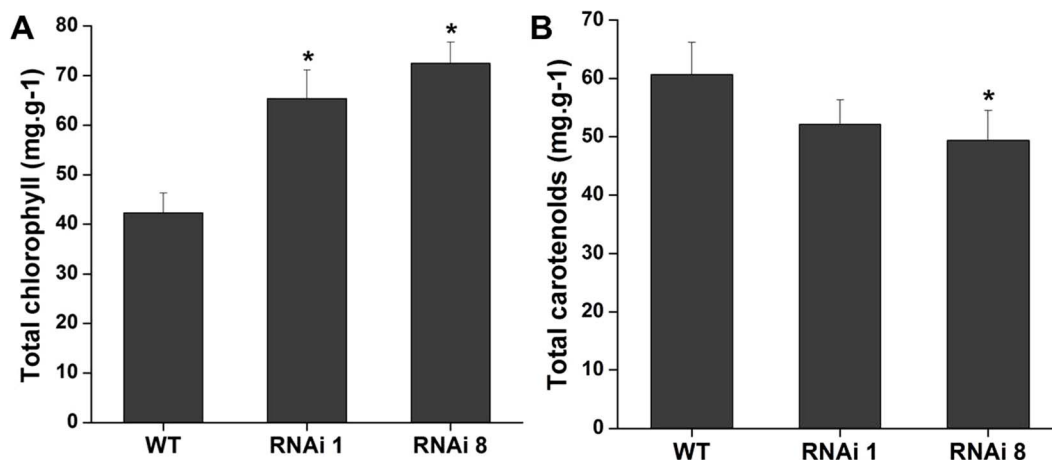 A
Total chlorophyll (mg.g-1)
80
70
60
50
40
30
20
10
0
*
*
WT
RNAi 1
RNAi 8
B
Total carotenolds (mg.g-1)
70
60
50
40
30
20
10
0
*
WT
RNAi 1
RNAi 8